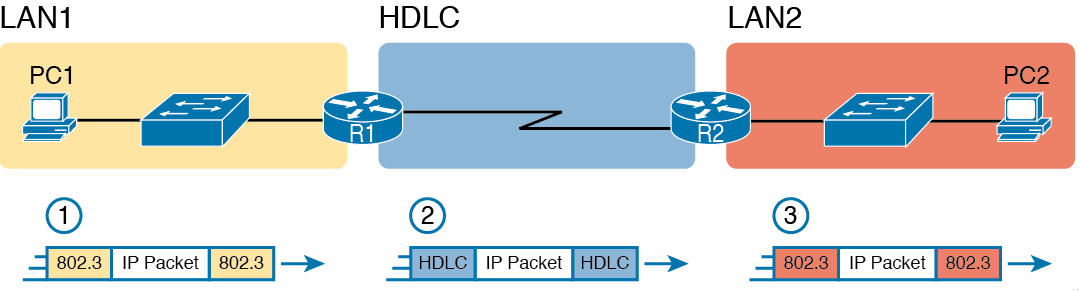 LAN1
HDLC
LAN2
PC1
PC2
R1
R2
1
2
3
802.3 IP Packet 802.3
HDLC IP Packet HDLC
802.3 IP Packet 802.3